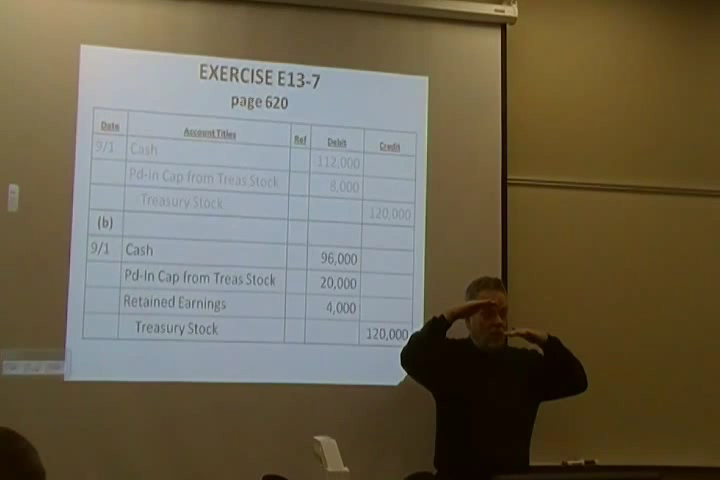 EXERCISE E13-7
page 620
Date Account Titles Ref Debit Credit
9/1 Cash 112,000
Pd-In Cap from Treas Stock 8,000
Treasury Stock 120,000
(b)
9/1 Cash 96,000
Pd-In Cap from Treas Stock 20,000
Retained Earnings 4,000
Treasury Stock 120,000